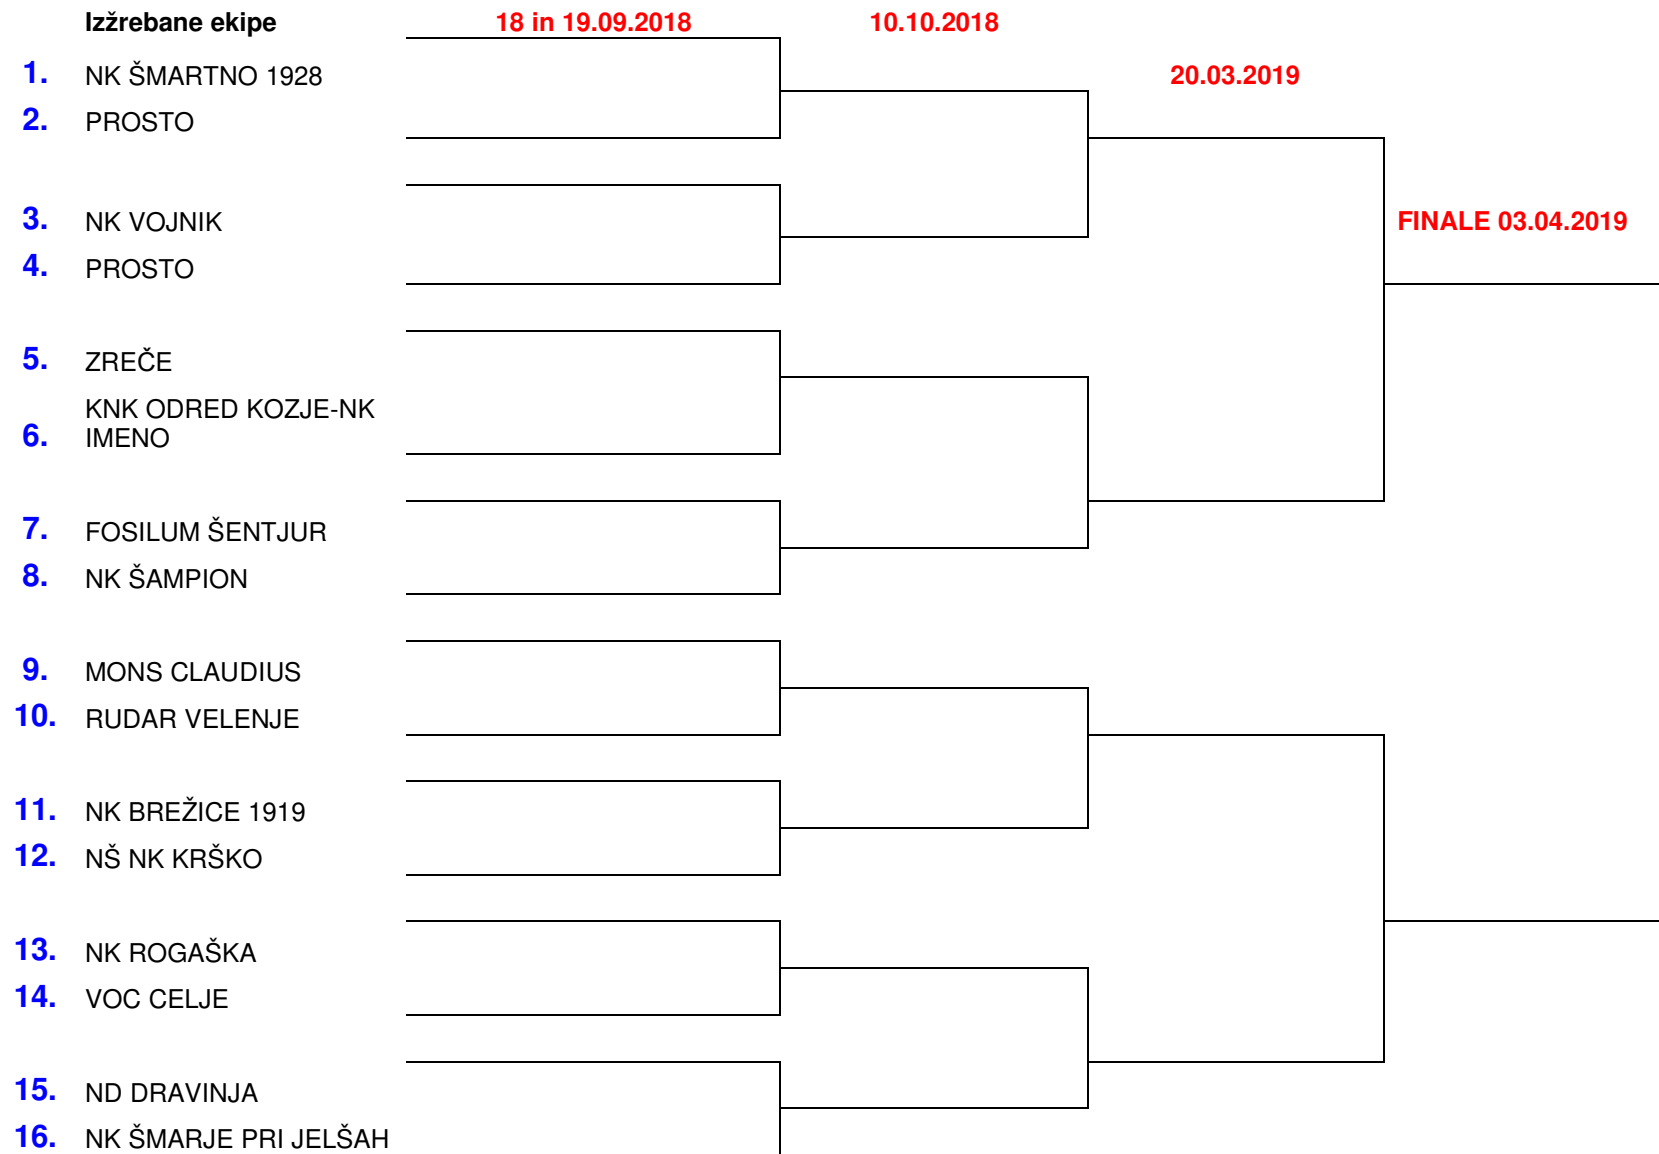 Izžrebane ekipe 18 in 19.09.2018 10.10.2018
1. NK ŠMARTNO 1928 20.03.2019
2. PROSTO
3. NK VOJNIK FINALE 03.04.2019
4. PROSTO
5. ZREČE
KNK ODRED KOZJE-NK
6. IMENO
7. FOSILUM ŠENTJUR
8. NK ŠAMPION
9. MONS CLAUDIUS
10. RUDAR VELENJE
11. NK BREŽICE 1919
12. NŠ NK KRŠKO
13. NK ROGAŠKA
14. VOC CELJE
15. ND DRAVINJA
16. NK ŠMARJE PRI JELŠAH